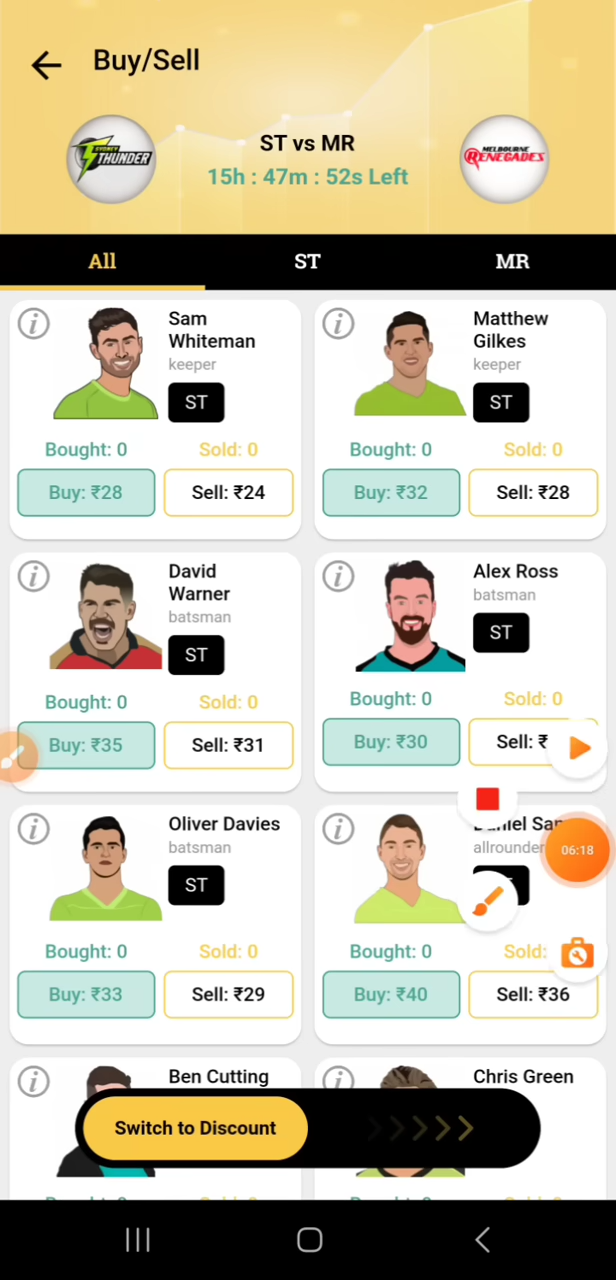 Buy/Sell
SYDNEY
THUNDER
ST vs MR
15h : 47m : 52s Left
MELBOURNE
RENEGADES
All ST MR
Sam
Whiteman
keeper
ST
Bought: 0 Sold: 0
Buy: ₹28 Sell: ₹24
Matthew
Gilkes
keeper
ST
Bought: 0 Sold: 0
Buy: ₹32 Sell: ₹28
David
Warner
batsman
ST
Bought: 0 Sold: 0
Buy: ₹35 Sell: ₹31
Alex Ross
batsman
ST
Bought: 0 Sold: 0
Buy: ₹30 Sell: ₹
Oliver Davies
batsman
ST
Bought: 0 Sold: 0
Buy: ₹33 Sell: ₹29
Daniel
allrounder
Bought: 0 Sold:
Buy: ₹40 Sell: ₹36
06:18
Ben Cutting
Chris Green
Switch to Discount